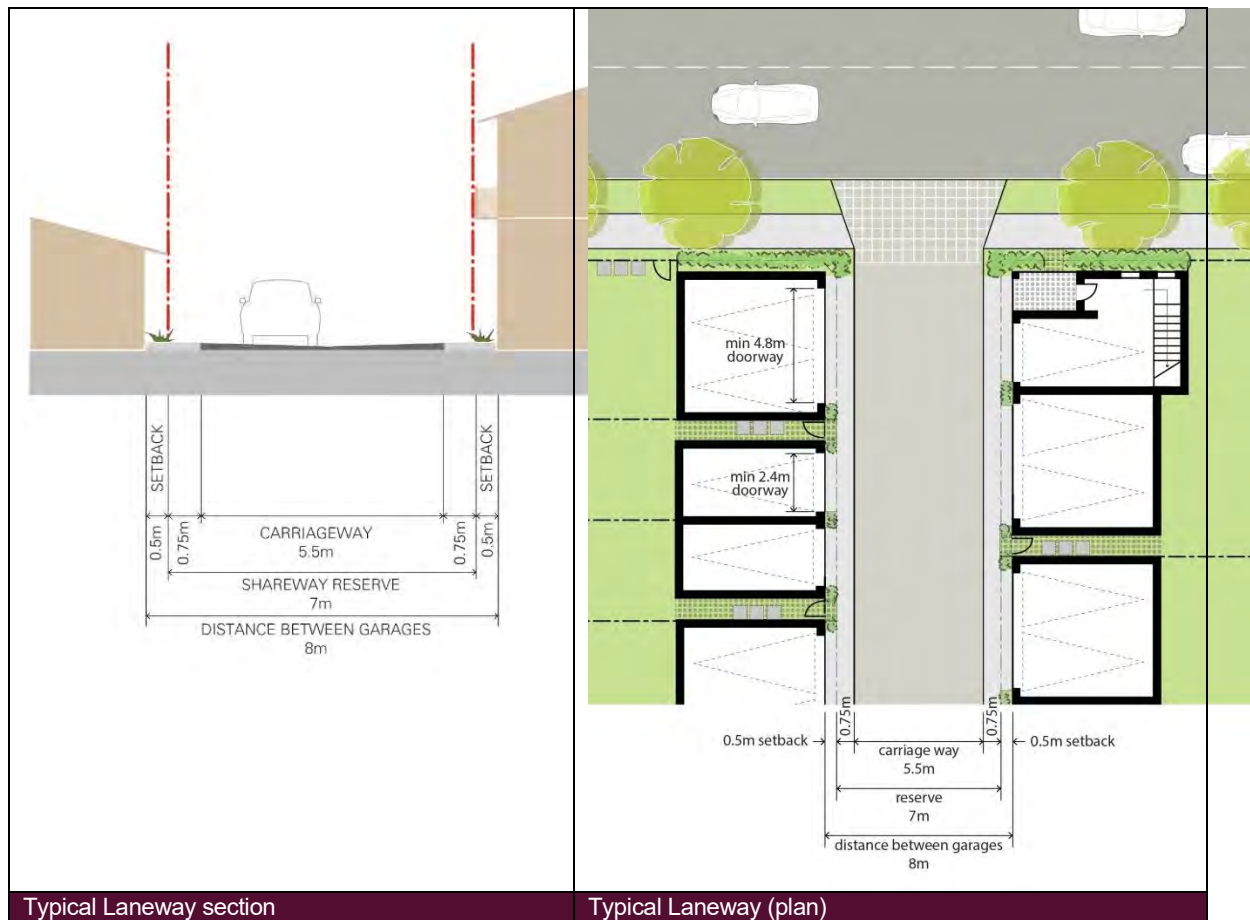 SETBACK
SETBACK
0.5m
0.75m
CARRIAGEWAY
5.5m
0.75m
0.5m
SHAREWAY RESERVE
7m
DISTANCE BETWEEN GARAGES
8m
min 4.8m
doorway
min 2.4m
doorway
0.75m
0.75m
0.5m setback
carriage way
5.5m
0.5m setback
reserve
7m
distance between garages
8m
Typical Laneway section
Typical Laneway (plan)